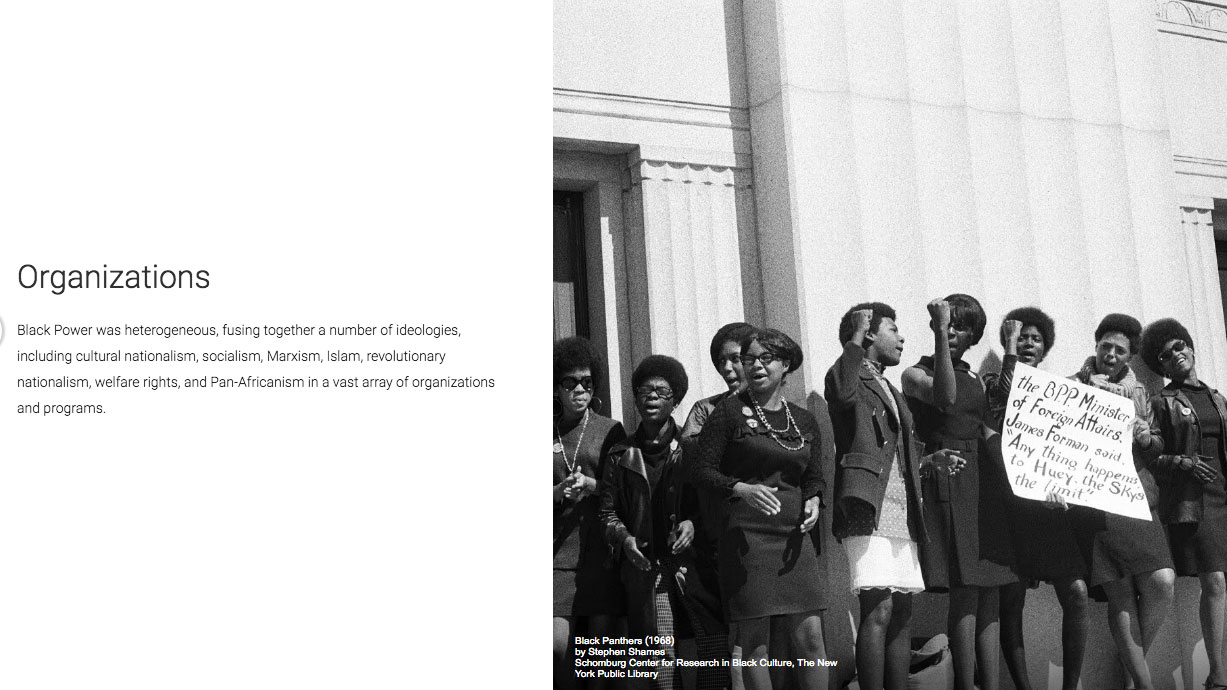 Organizations
Black Power was heterogeneous, fusing together a number of ideologies,
including cultural nationalism, socialism, Marxism, Islam, revolutionary
nationalism, welfare rights, and Pan-Africanism in a vast array of organizations
and programs.
the BPP Minister
of Foreign Affairs,
James Forman said.
"Any thing happens
to Huey. the Skys
the limit".
Black Panthers (1968)
by Stephen Shames
Schomburg Center for Research in Black Culture, The New
York Public Library